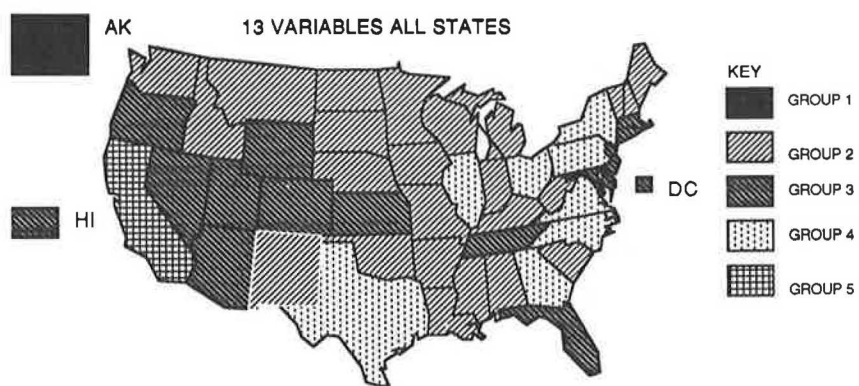 AK
13 VARIABLES ALL STATES
KEY
GROUP 1
GROUP 2
GROUP 3
DC
HI
GROUP 4
GROUP 5